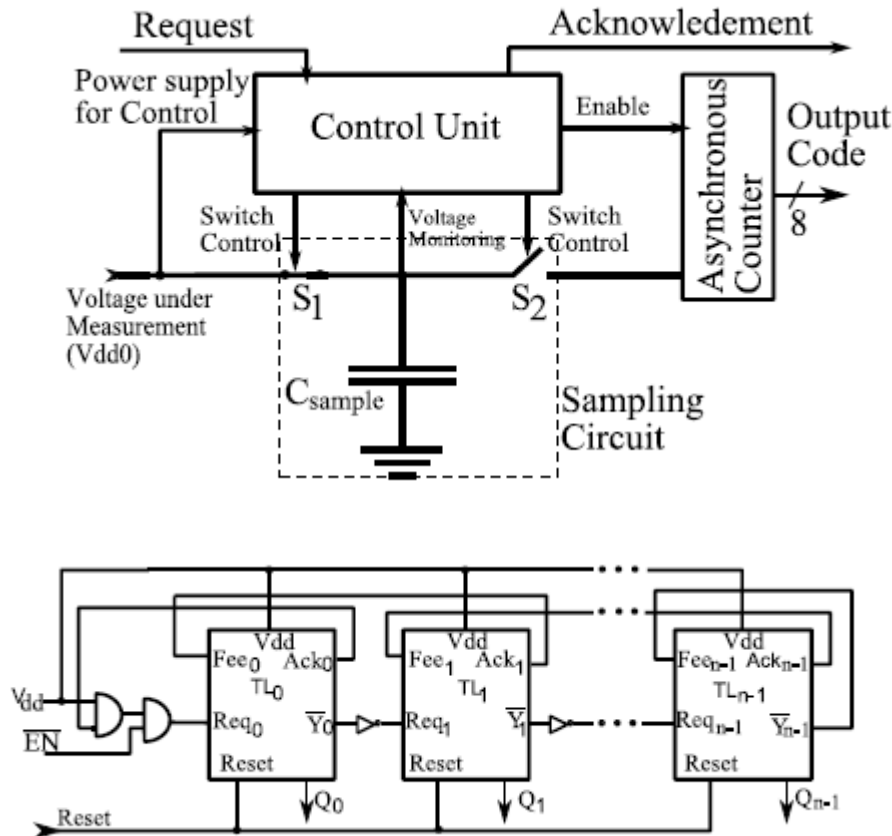 Request
Acknowledement
Power supply
for Control
Control Unit
Enable
Asynchronous
Counter
Output
Code
8
Switch
Control
Voltage
Monitoring
Switch
Control
Voltage under
Measurement
(Vdd0)
S1
S2
Csample
Sampling
Circuit
Vdd
Fee0
Ack0
TL0
Req0
Y0
Reset
Q0
Vdd
Fee1
Ack1
TL1
Req1
Y1
Reset
Q1
Vdd
Feen-1
Ackn-1
TLn-1
Reqn-1
Yn-1
Reset
Qn-1
Vdd
EN
Reset